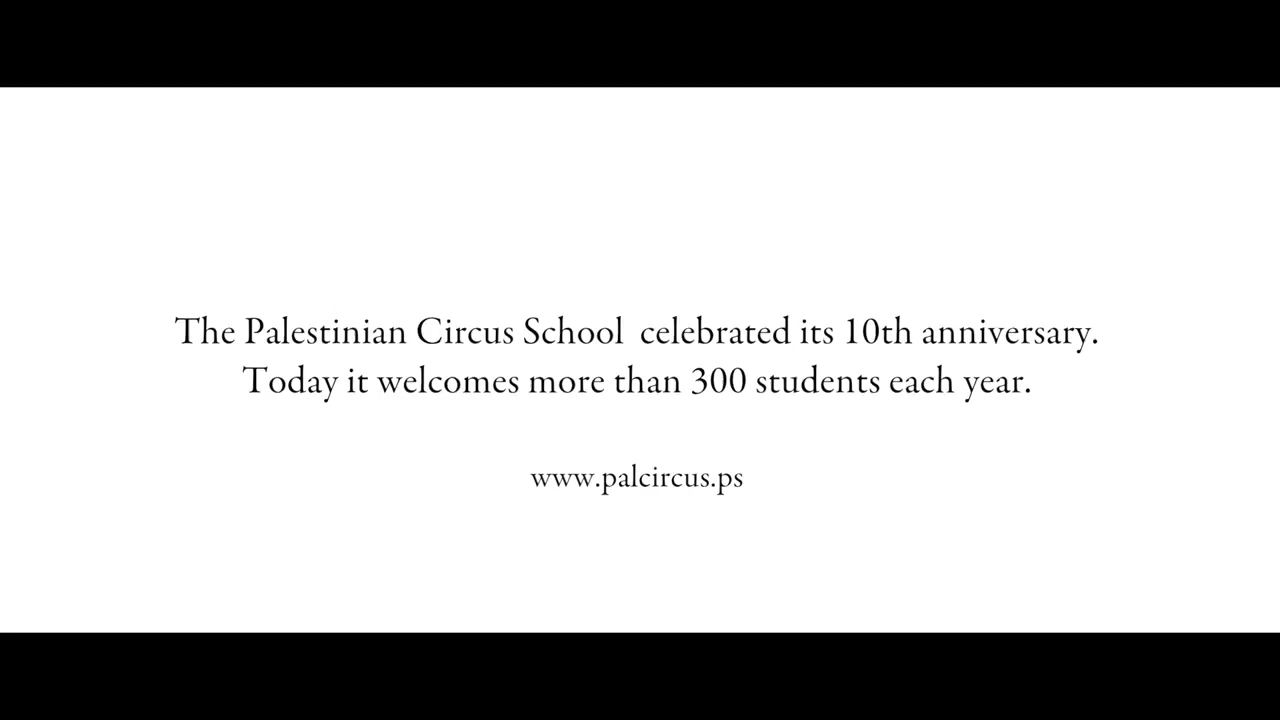 The Palestinian Circus School  celebrated its 10th anniversary.
Today it welcomes more than 300 students each year.
www.palcircus.ps